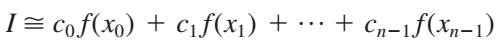 I ≅ c₀f(x₀) + c₁f(x₁) + ⋯ + cₙ₋₁f(xₙ₋₁)